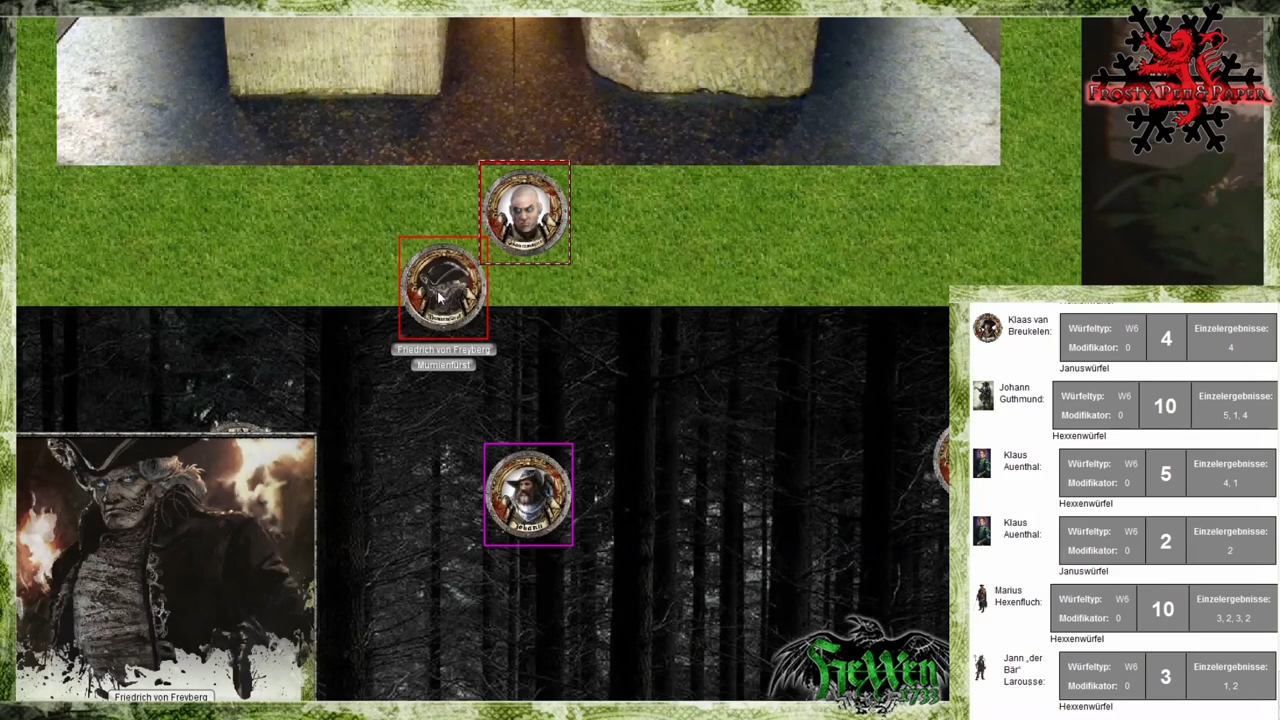 Frosty Pen & Paper
Friedrich von Freyberg
Mumienfürst
Johann
Friedrich von Freyberg
HeXXen
1733
Klaas van
Breukelen:
Würfeltyp: W6
Modifikator: 0
4
Einzelergebnisse:
4
Januswürfel
Johann
Guthmund:
Würfeltyp: W6
Modifikator: 0
10
Einzelergebnisse:
5, 1, 4
Hexxenwürfel
Klaus
Auenthal:
Würfeltyp: W6
Modifikator: 0
5
Einzelergebnisse:
4, 1
Hexxenwürfel
Klaus
Auenthal:
Würfeltyp: W6
Modifikator: 0
2
Einzelergebnisse:
2
Januswürfel
Marius
Hexenfluch:
Würfeltyp: W6
Modifikator: 0
10
Einzelergebnisse:
3, 2, 3, 2
Hexxenwürfel
Jann „der
Bär“
Larousse:
Würfeltyp: W6
Modifikator: 0
3
Einzelergebnisse:
1, 2
Hexxenwürfel